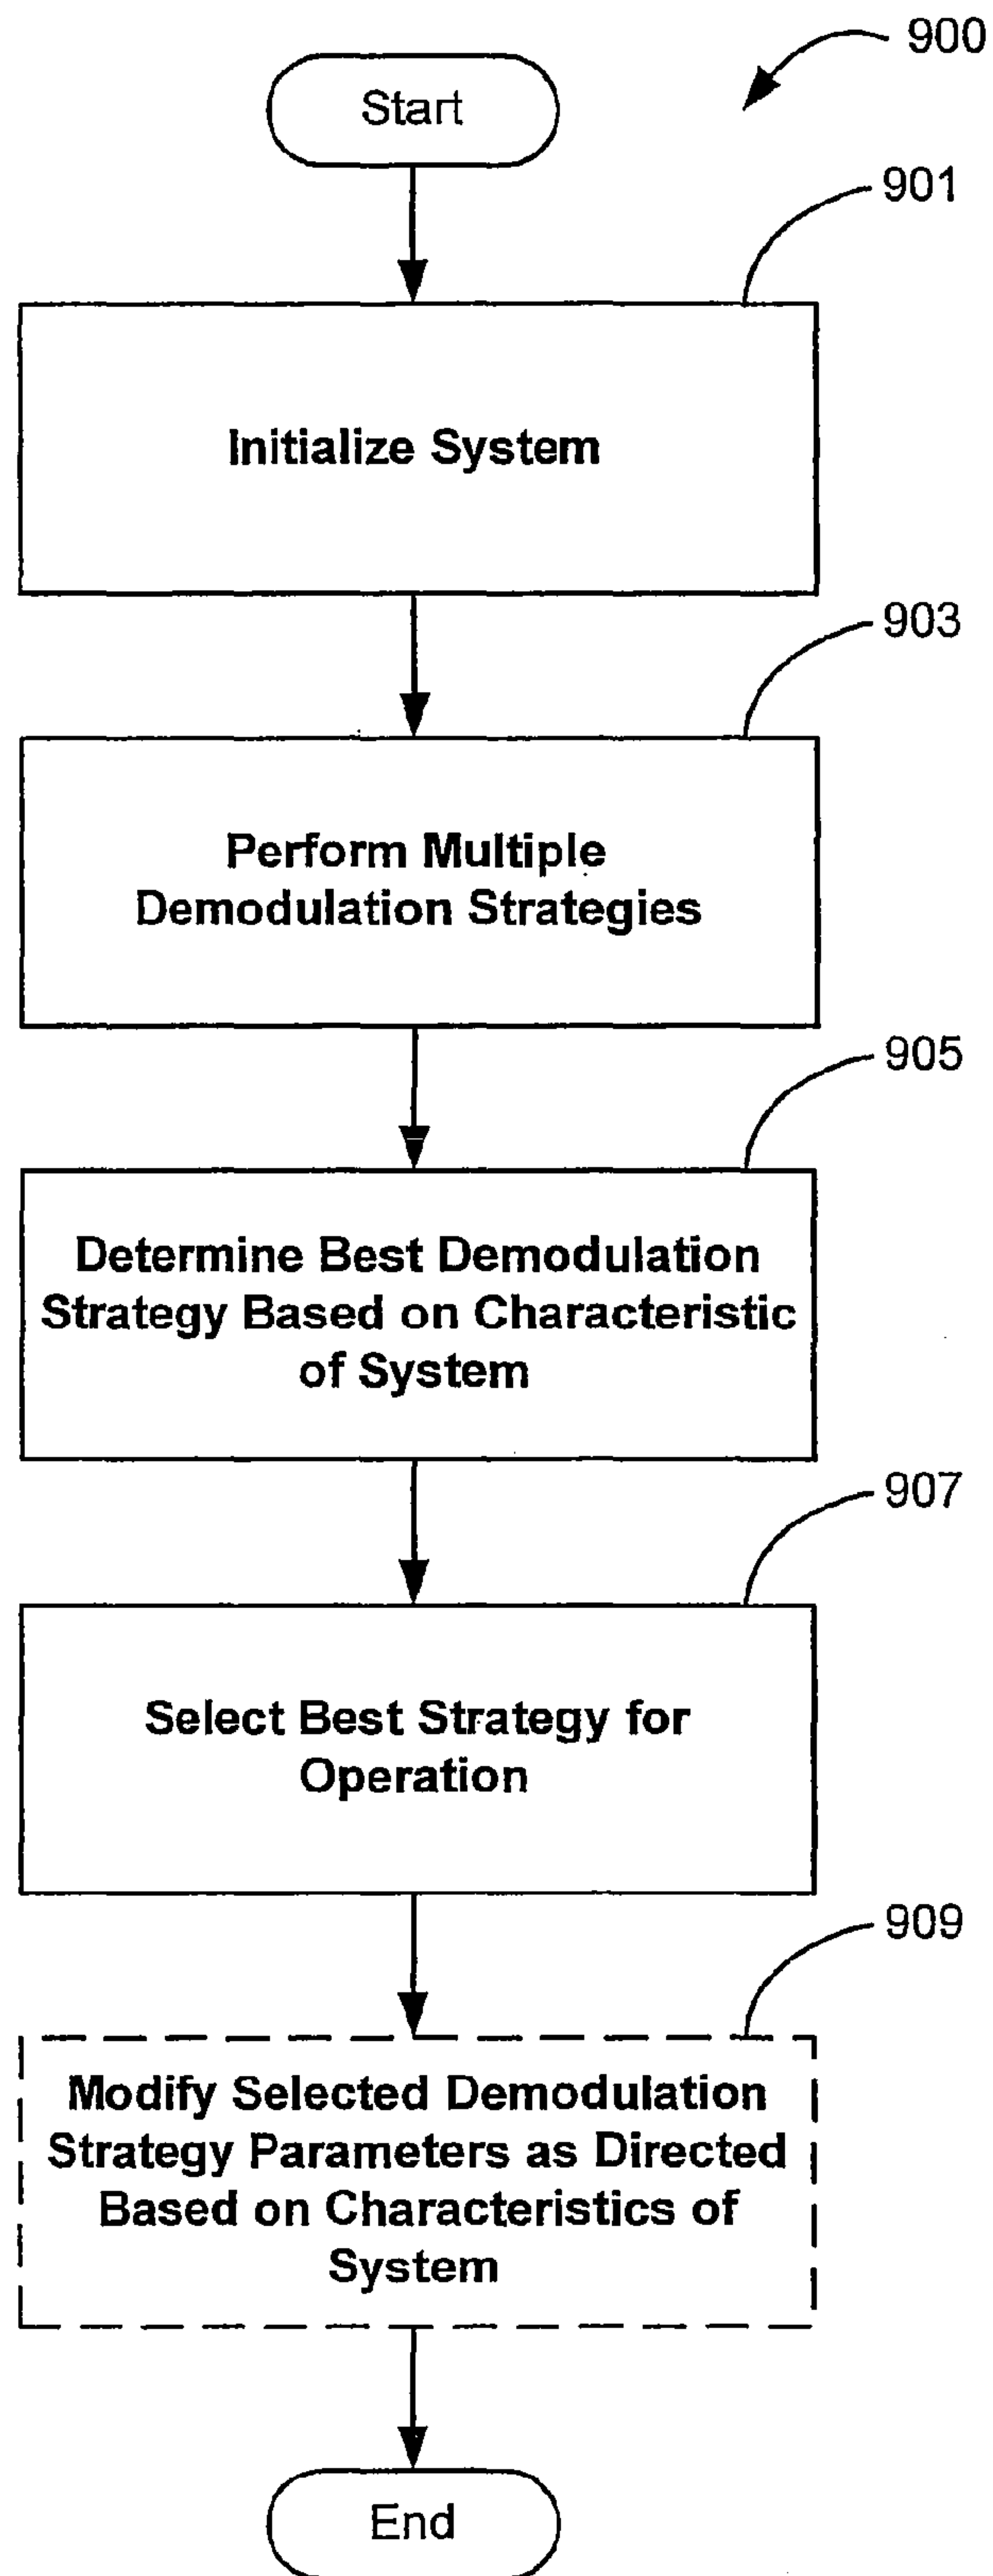 900
Start
901
Initialize System
903
Perform Multiple
Demodulation Strategies
905
Determine Best Demodulation
Strategy Based on Characteristic
of System
907
Select Best Strategy for
Operation
909
Modify Selected Demodulation
Strategy Parameters as Directed
Based on Characteristics of
System
End